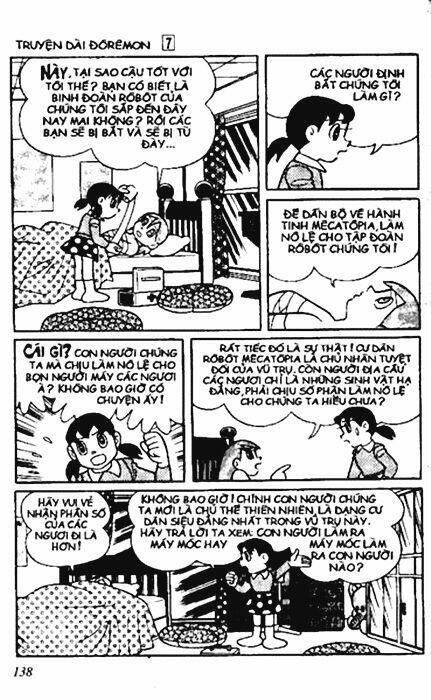 TRUYỆN DÀI ĐÔRÊMON 7
NÀY, TẠI SAO CẬU TỐT VỚI
TÔI THẾ? BẠN CÓ BIẾT LÀ
BINH ĐOÀN RÔBÔT CỦA
CHÚNG TÔI SẮP ĐẾN ĐÂY
NAY MAI KHÔNG? RỒI CÁC
BẠN SẼ BỊ BẮT VÀ SẼ BỊ TÙ
ĐÀY...
CÁC NGƯỜI ĐỊNH
BẮT CHÚNG TÔI
LÀM GÌ?
ĐỂ DẪN BỘ VỀ HÀNH
TINH MÊCATÔPIA, LÀM
NÔ LỆ CHO TẬP ĐOÀN
RÔBÔT CHÚNG TÔI!
CÁI GÌ? CON NGƯỜI CHÚNG
TA MÀ CHỊU LÀM NÔ LỆ CHO
BỌN NGƯỜI MÁY CÁC NGƯƠI
À? KHÔNG BAO GIỜ CÓ
CHUYỆN ẤY!
RẤT TIẾC ĐÓ LÀ SỰ THẬT! CƯ DÂN
RÔBÔT MÊCATÔPIA LÀ CHỦ NHÂN TUYỆT
ĐỐI CỦA VŨ TRỤ. CÒN NGƯỜI ĐỊA CẦU
CÁC NGƯƠI CHỈ LÀ NHỮNG SINH VẬT HẠ
ĐẲNG, PHẢI CHỊU SỐ PHẬN LÀM NÔ LỆ
CHO CHÚNG TA HIỂU CHƯA?
HÃY VUI VẺ
NHẬN PHẦN SỐ
CỦA CÁC
NGƯƠI ĐI LÀ
HƠN!
KHÔNG BAO GIỜ! CHÍNH CON NGƯỜI CHÚNG
TA MỚI LÀ CHỦ THỂ THIÊN NHIÊN, LÀ DẠNG CƯ
DÂN SIÊU ĐẲNG NHẤT TRONG VŨ TRỤ NÀY.
HÃY TRẢ LỜI TA XEM: CON NGƯỜI LÀM RA
MÁY MÓC HAY MÁY MÓC LÀM
RA CON NGƯỜI
NÀO?
138